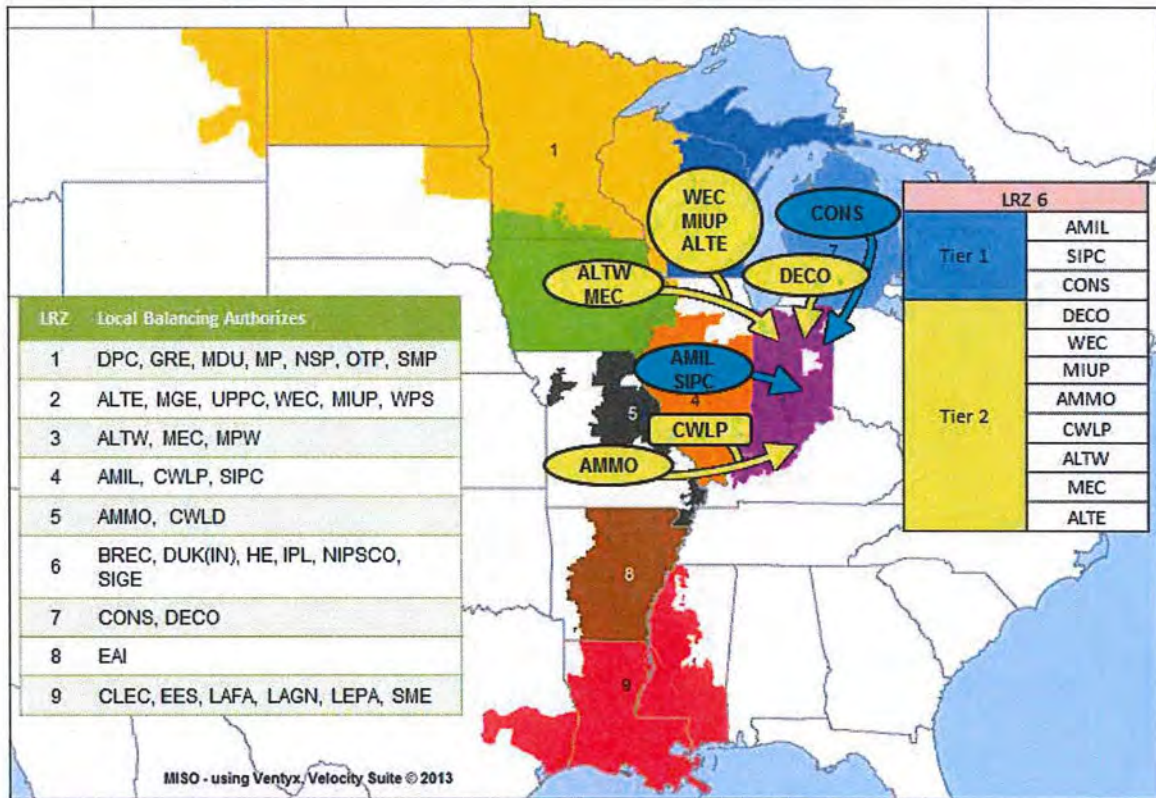 1
WEC
MIUP
ALTE
CONS
7
ALTW
MEC
DECO
AMIL
SIPC
4
5
CWLP
AMMO
8
9
LRZ Local Balancing Authorizes
1 DPC, GRE, MDU, MP, NSP, OTP, SMP
2 ALTE, MGE, UPPC, WEC, MIUP, WPS
3 ALTW, MEC, MPW
4 AMIL, CWLP, SIPC
5 AMMO, CWLD
6 BREC, DUK(IN), HE, IPL, NIPSCO,
SIGE
7 CONS, DECO
8 EAI
9 CLEC, EES, LAFA, LAGN, LEPA, SME
LRZ 6
Tier 1
AMIL
SIPC
CONS
Tier 2
DECO
WEC
MIUP
AMMO
CWLP
ALTW
MEC
ALTE
MISO - using Ventyx, Velocity Suite © 2013